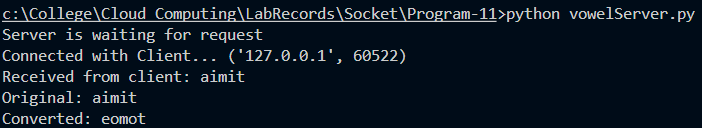 c:\College\Cloud Computing\LabRecords\Socket\Program-11>python vowelServer.py
Server is waiting for request
Connected with Client... ('127.0.0.1', 60522)
Received from client: aimit
Original: aimit
Converted: eomot